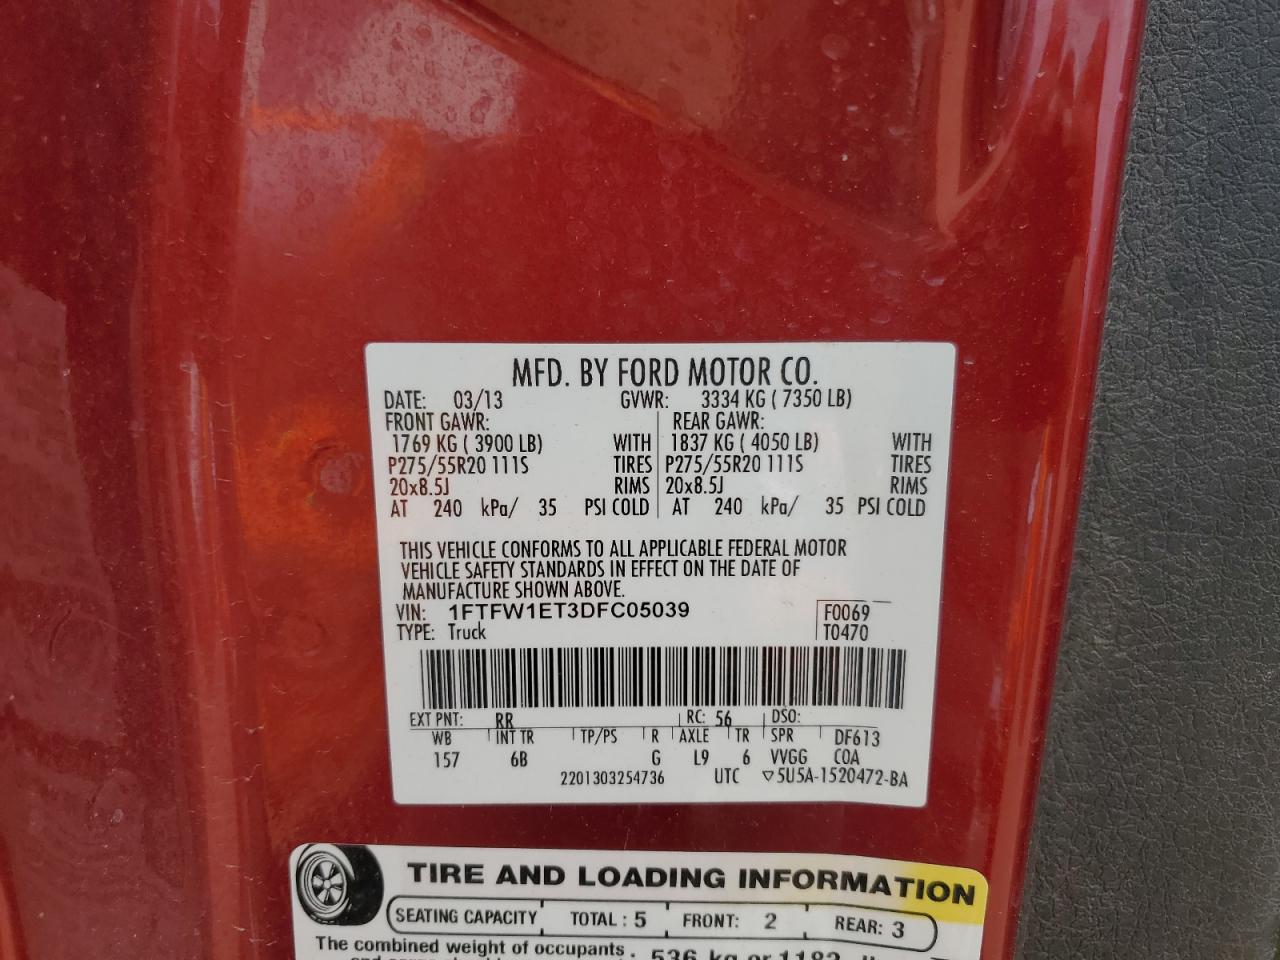 MFD. BY FORD MOTOR CO.
DATE: 03/13 GVWR: 3334 KG ( 7350 LB)
FRONT GAWR: REAR GAWR:
1769 KG ( 3900 LB) WITH 1837 KG ( 4050 LB) WITH
P275/55R20 111S TIRES P275/55R20 111S TIRES
20x8.5J RIMS 20x8.5J RIMS
AT 240 kPa/ 35 PSI COLD AT 240 kPa/ 35 PSI COLD
THIS VEHICLE CONFORMS TO ALL APPLICABLE FEDERAL MOTOR
VEHICLE SAFETY STANDARDS IN EFFECT ON THE DATE OF
MANUFACTURE SHOWN ABOVE.
VIN: 1FTFW1ET3DFC05039 F0069
TYPE: Truck T0470
EXT PNT: RR RC: 56 DSO:
WB INT TR TP/PS R AXLE TR SPR DF613
157 6B G L9 6 VVGG COA
2201303254736 UTC ▽5U5A-1520472-BA
TIRE AND LOADING INFORMATION
SEATING CAPACITY TOTAL : 5 FRONT: 2 REAR: 3
The combined weight of occupants
536 kg or 1182